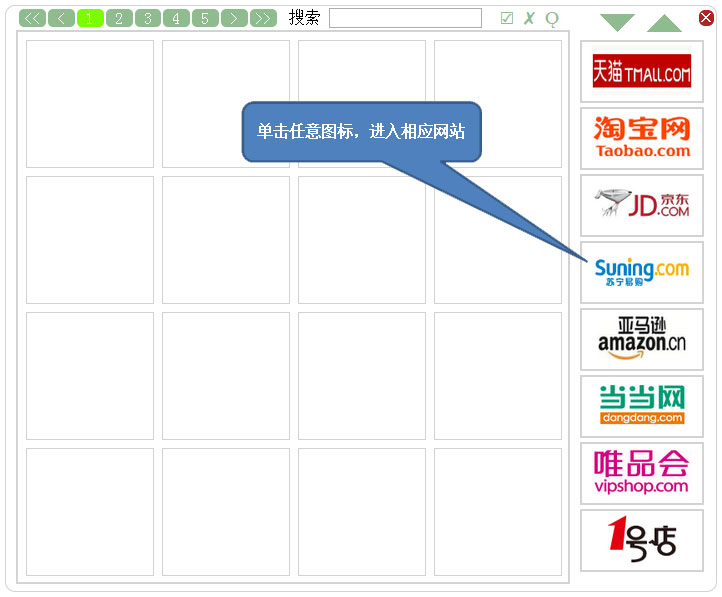 << < 1 2 3 4 5 > >> 搜索
单击任意图标，进入相应网站
天猫 TMALL.COM
淘宝网
Taobao.com
JD京东.COM
Suning.com
苏宁易购
亚马逊
amazon.cn
当当网
dangdang.com
唯品会
vipshop.com
1号店